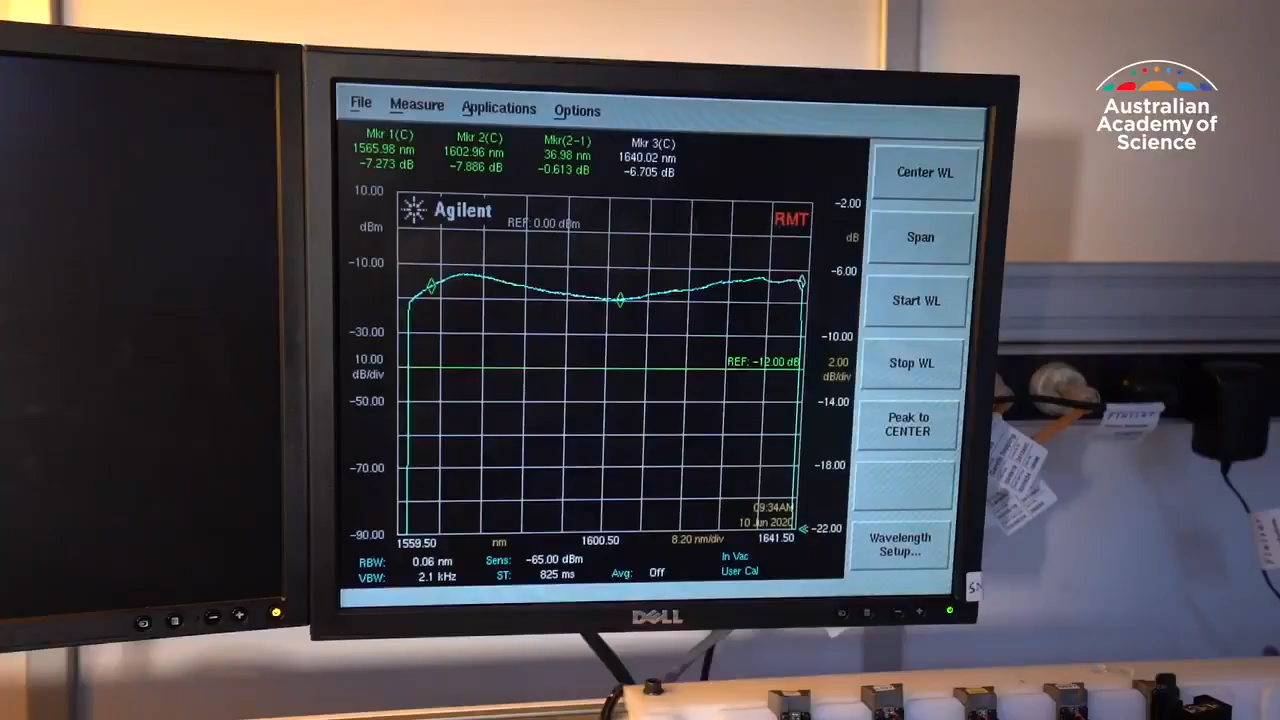 Australian
Academy of
Science
File Measure Applications Options
Mkr 1(C) Mkr 2(C) Mkr(2-1) Mkr 3(C)
1565.98 nm 1602.96 nm 36.98 nm 1640.02 nm
-7.273 dB -7.886 dB -0.613 dB -6.705 dB
10.00
dBm
-10.00
-30.00
10.00
dB/div
-50.00
-70.00
-90.00
Agilent
REF: 0.00 dBm
RMT
REF: -12.00 dB
09:34AM
10 Jun 2020
-2.00
dB
-6.00
-10.00
2.00
dB/div
-14.00
-18.00
-22.00
1559.50 nm 1600.50 8.20 nm/div 1641.50
RBW: 0.06 nm Sens: -65.00 dBm In Vac
VBW: 2.1 kHz ST: 825 ms Avg: Off User Cal
Center WL
Span
Start WL
Stop WL
Peak to
CENTER
Wavelength
Setup...
DELL